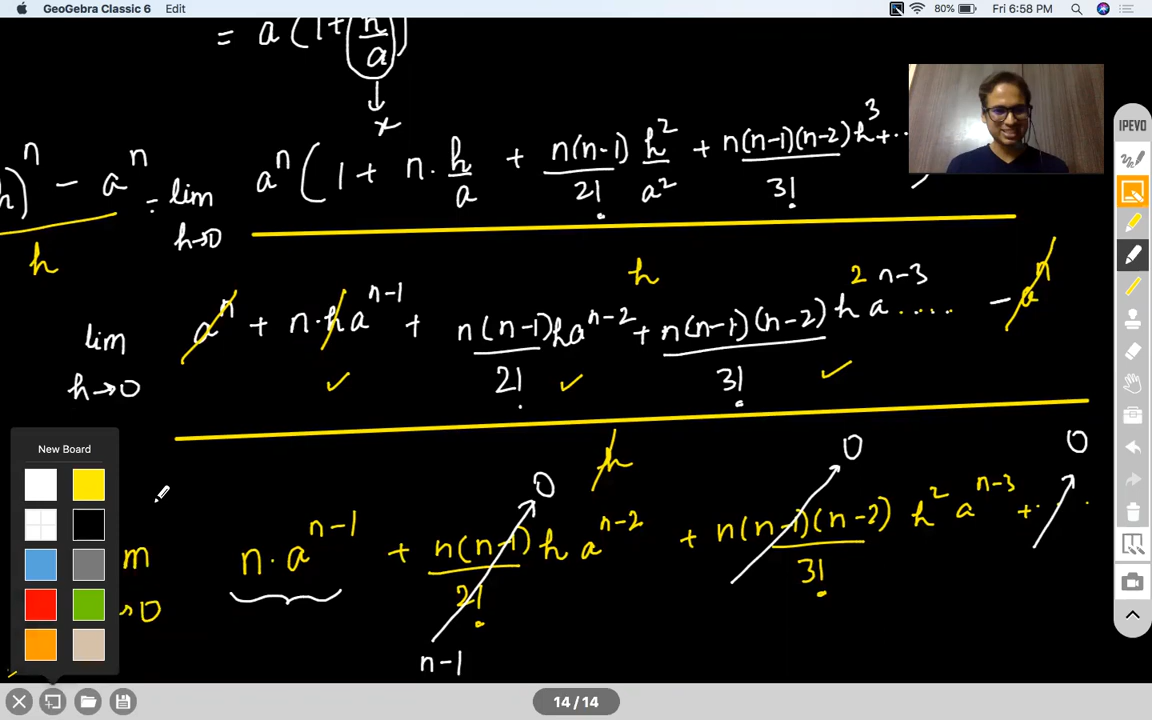 GeoGebra Classic 6 Edit 80% Fri 6:58 PM
= a (1+ h/a)
x
h)^n − a^n / h = lim h→0 a^n ( 1 + n · h/a + n(n−1)/2! h²/a² + n(n−1)(n−2)/3! h³ + ..
h
lim h→0 a^n + n·h a^(n−1) + n(n−1)/2! h a^(n−2) + n(n−1)(n−2)/3! h² a^(n−3) ..... − a^n
h
New Board
0 0 0
m →0 n·a^(n−1) + n(n−1)/2! h a^(n−2) + n(n−1)(n−2)/3! h² a^(n−3) + · ·
n−1
14/14
IPEVO